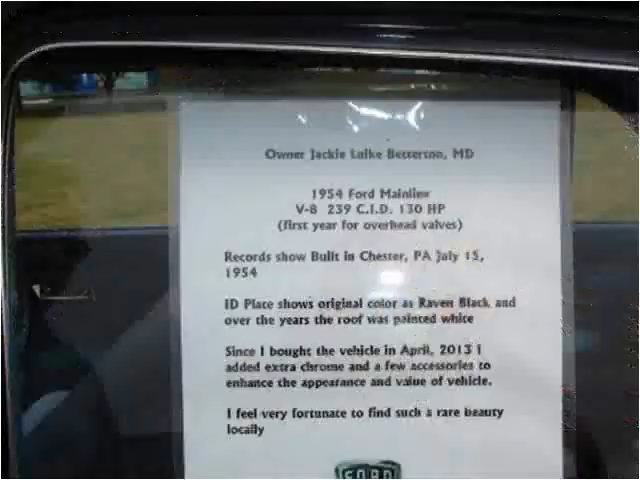 Owner Jackie Luike Betterton, MD
1954 Ford Mainline
V-8 239 C.I.D. 130 HP
(first year for overhead valves)
Records show Built in Chester, PA July 15,
1954
ID Place shows original color as Raven Black and
over the years the roof was painted white
Since I bought the vehicle in April, 2013 I
added extra chrome and a few accessories to
enhance the appearance and value of vehicle.
I feel very fortunate to find such a rare beauty
locally
FORD